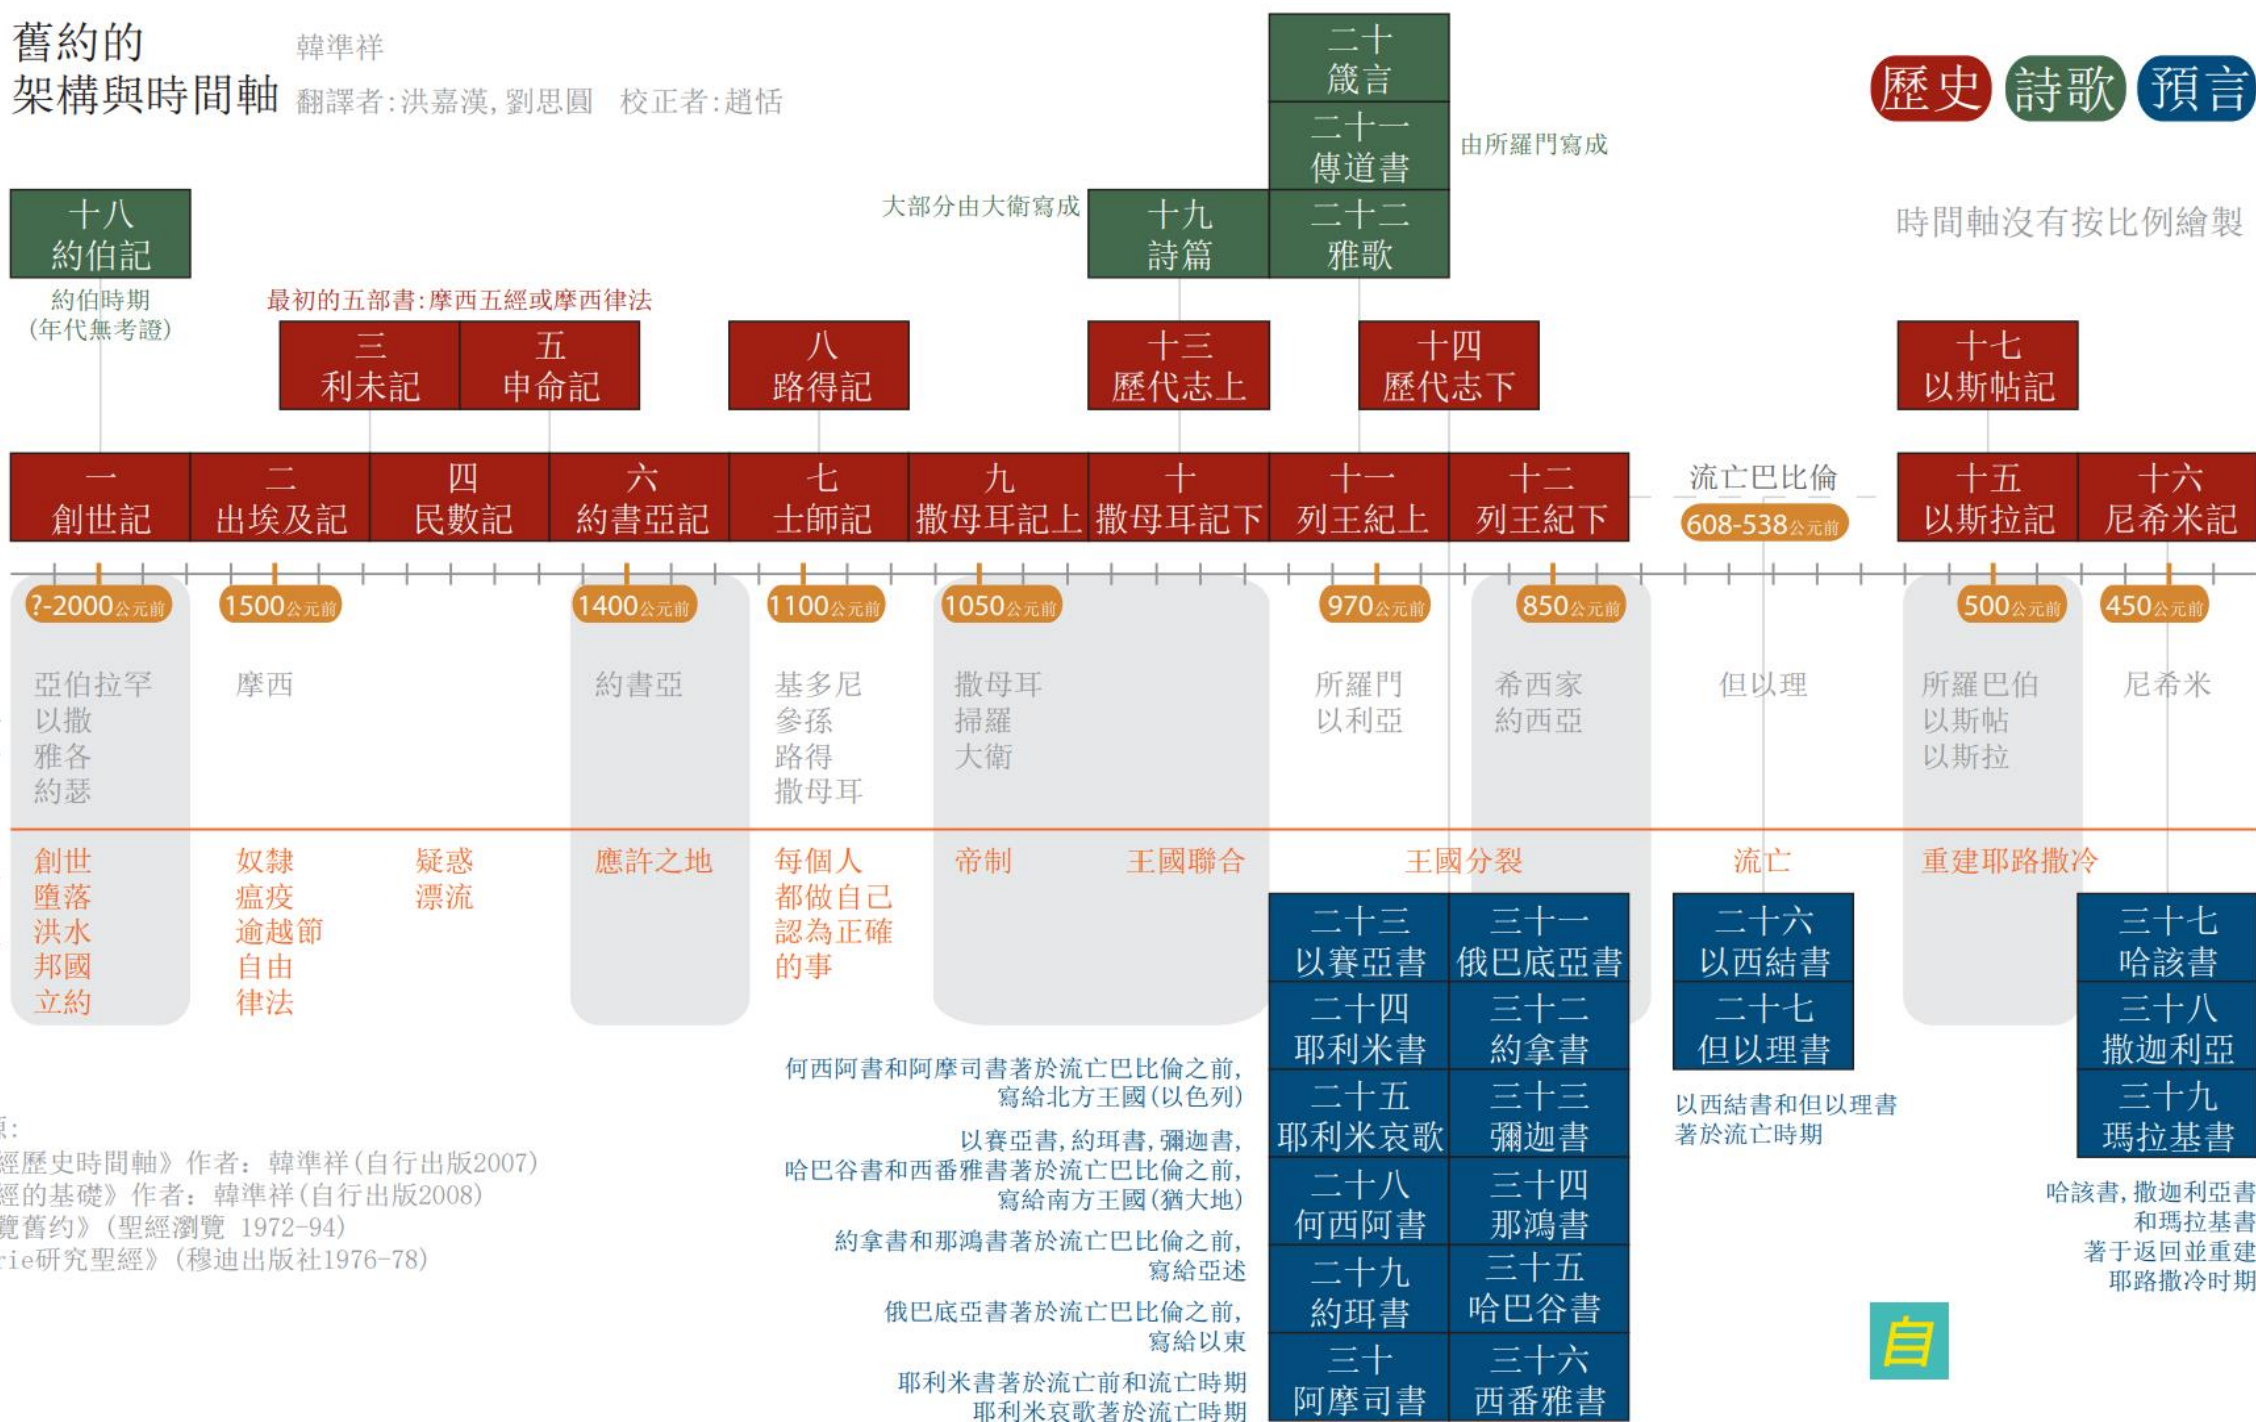 舊約的
架構與時間軸
韓準祥
翻譯者:洪嘉漢,劉思圓 校正者:趙恬
歷史 詩歌 預言
時間軸沒有按比例繪製
二十
箴言
二十一
傳道書
由所羅門寫成
大部分由大衛寫成
十八
約伯記
十九
詩篇
二十二
雅歌
約伯時期
(年代無考證)
最初的五部書:摩西五經或摩西律法
三
利未記
五
申命記
八
路得記
十三
歷代志上
十四
歷代志下
十七
以斯帖記
一
創世記
二
出埃及記
四
民數記
六
約書亞記
七
士師記
九
撒母耳記上
十
撒母耳記下
十一
列王紀上
十二
列王紀下
流亡巴比倫
608-538公元前
十五
以斯拉記
十六
尼希米記
?-2000公元前
1500公元前
1400公元前
1100公元前
1050公元前
970公元前
850公元前
500公元前
450公元前
亞伯拉罕
以撒
雅各
約瑟
摩西
約書亞
基多尼
參孫
路得
撒母耳
撒母耳
掃羅
大衛
所羅門
以利亞
希西家
約西亞
但以理
所羅巴伯
以斯帖
以斯拉
尼希米
創世
墮落
洪水
邦國
立約
奴隸
瘟疫
逾越節
自由
律法
疑惑
漂流
應許之地
每個人
都做自己
認為正確
的事
帝制
王國聯合
王國分裂
流亡
重建耶路撒冷
二十三
以賽亞書
三十一
俄巴底亞書
二十四
耶利米書
三十二
約拿書
二十五
耶利米哀歌
三十三
彌迦書
二十八
何西阿書
三十四
那鴻書
二十九
約珥書
三十五
哈巴谷書
三十
阿摩司書
三十六
西番雅書
二十六
以西結書
二十七
但以理書
以西結書和但以理書
著於流亡時期
三十七
哈該書
三十八
撒迦利亞
三十九
瑪拉基書
哈該書,撒迦利亞書
和瑪拉基書
著于返回並重建
耶路撒冷时期
何西阿書和阿摩司書著於流亡巴比倫之前,
寫給北方王國(以色列)
以賽亞書,約珥書,彌迦書,
哈巴谷書和西番雅書著於流亡巴比倫之前,
寫給南方王國(猶大地)
約拿書和那鴻書著於流亡巴比倫之前,
寫給亞述
俄巴底亞書著於流亡巴比倫之前,
寫給以東
耶利米書著於流亡前和流亡時期
耶利米哀歌著於流亡時期
源:
經歷史時間軸》作者: 韓準祥(自行出版2007)
經的基礎》作者: 韓準祥(自行出版2008)
覽舊约》(聖經瀏覽 1972-94)
rie研究聖經》(穆迪出版社1976-78)
自